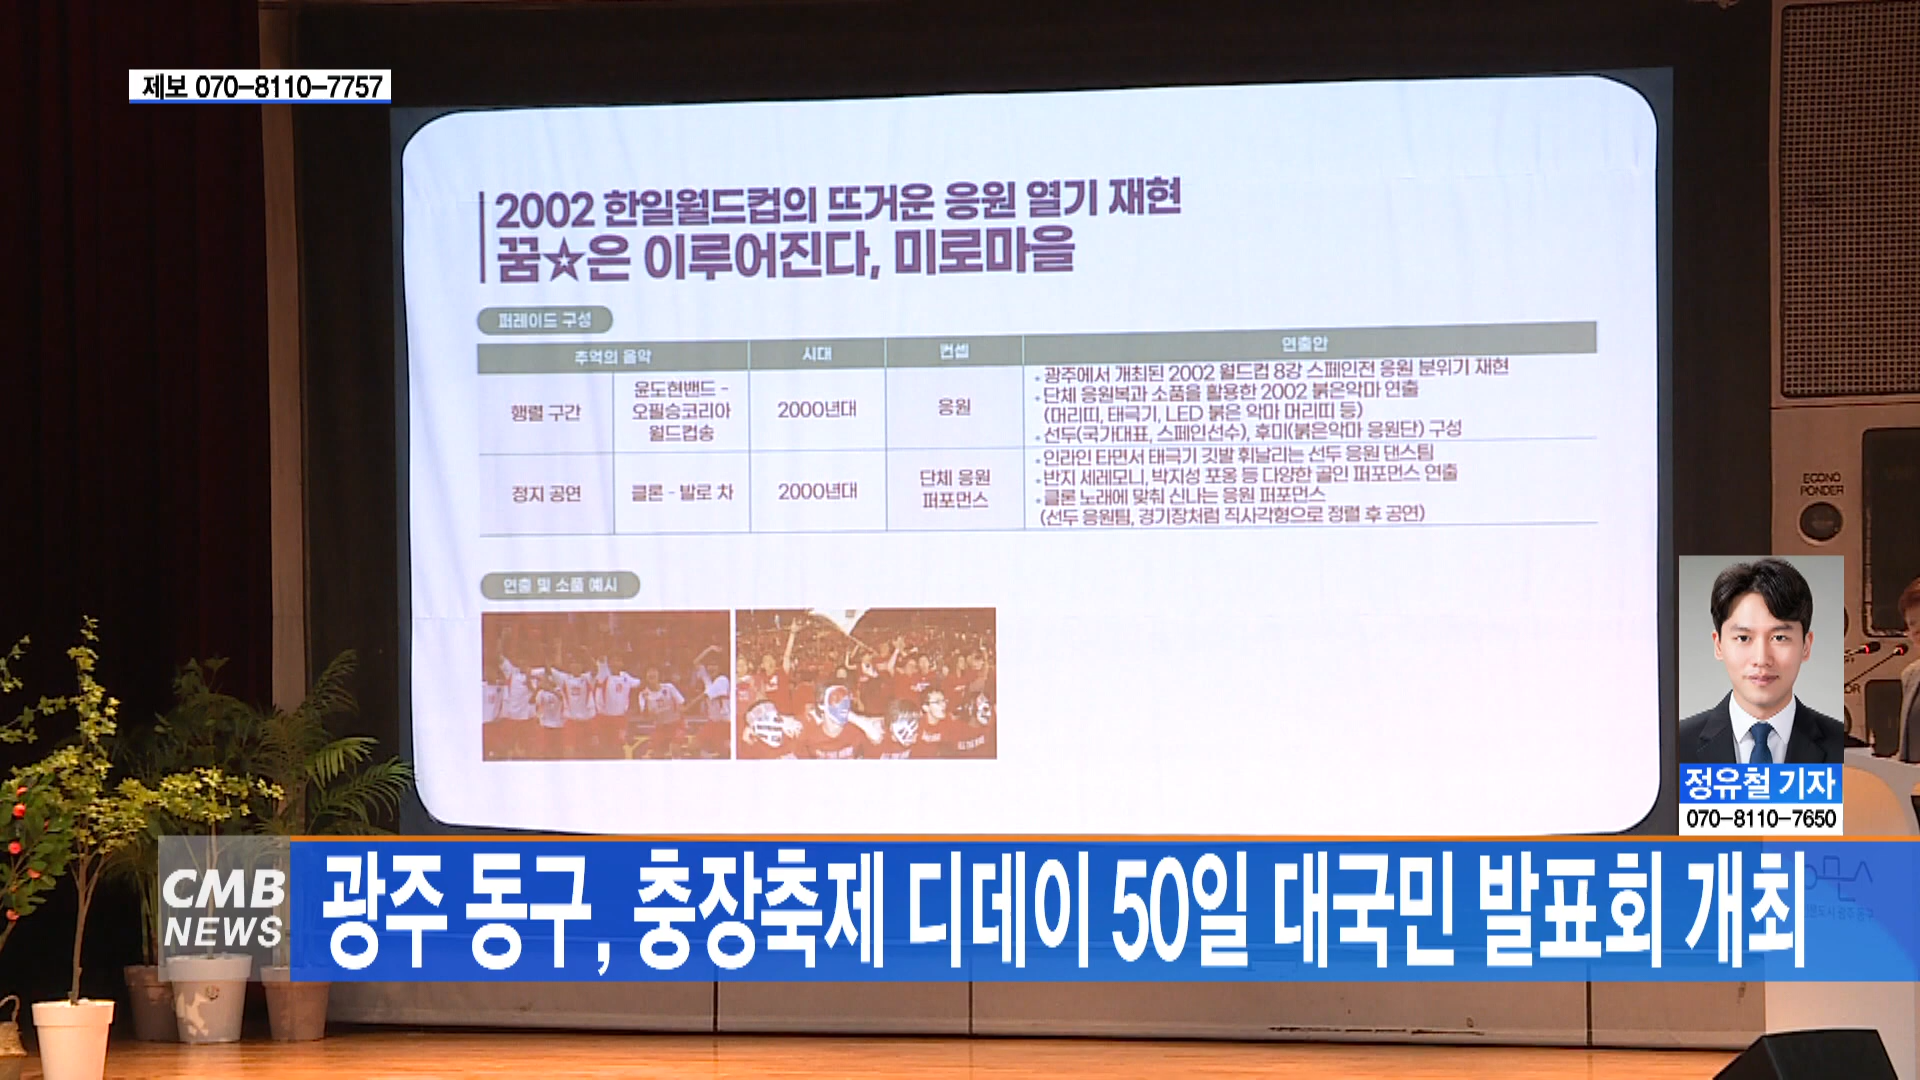 제보 070-8110-7757
2002 한일월드컵의 뜨거운 응원 열기 재현
꿈☆은 이루어진다, 미로마을
퍼레이드 구성
추억의 음악 시대 컨셉 연출안
행렬 구간
윤도현밴드 -
오필승코리아
월드컵송
2000년대
응원
• 광주에서 개최된 2002 월드컵 8강 스페인전 응원 분위기 재현
• 단체 응원복과 소품을 활용한 2002 붉은악마 연출
(머리띠, 태극기, LED 붉은 악마 머리띠 등)
• 선두(국가대표, 스페인선수), 후미(붉은악마 응원단) 구성
정지 공연
클론 - 발로 차
2000년대
단체 응원
퍼포먼스
• 인라인 타면서 태극기 깃발 휘날리는 선두 응원 댄스팀
• 반지 세레모니, 박지성 포옹 등 다양한 골인 퍼포먼스 연출
• 클론 노래에 맞춰 신나는 응원 퍼포먼스
(선두 응원팀, 경기장처럼 직사각형으로 정렬 후 공연)
연출 및 소품 예시
ECONO
PONDER
정유철 기자
070-8110-7650
CMB
NEWS
광주 동구, 충장축제 디데이 50일 대국민 발표회 개최